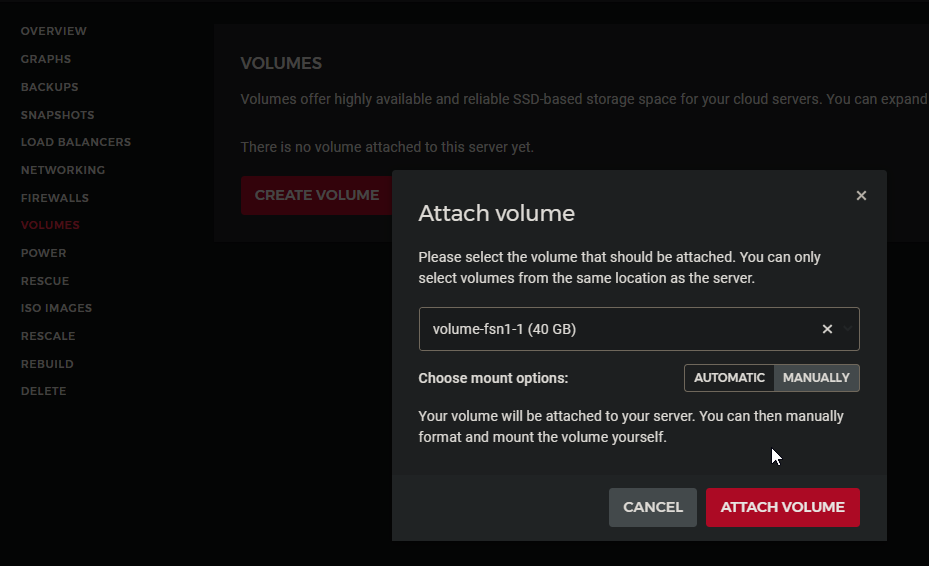 OVERVIEW
GRAPHS
BACKUPS
SNAPSHOTS
LOAD BALANCERS
NETWORKING
FIREWALLS
VOLUMES
POWER
RESCUE
ISO IMAGES
RESCALE
REBUILD
DELETE
VOLUMES
Volumes offer highly available and reliable SSD-based storage space for your cloud servers. You can expand
There is no volume attached to this server yet.
CREATE VOLUME
Attach volume
Please select the volume that should be attached. You can only
select volumes from the same location as the server.
volume-fsn1-1 (40 GB)
Choose mount options:
AUTOMATIC MANUALLY
Your volume will be attached to your server. You can then manually
format and mount the volume yourself.
CANCEL ATTACH VOLUME